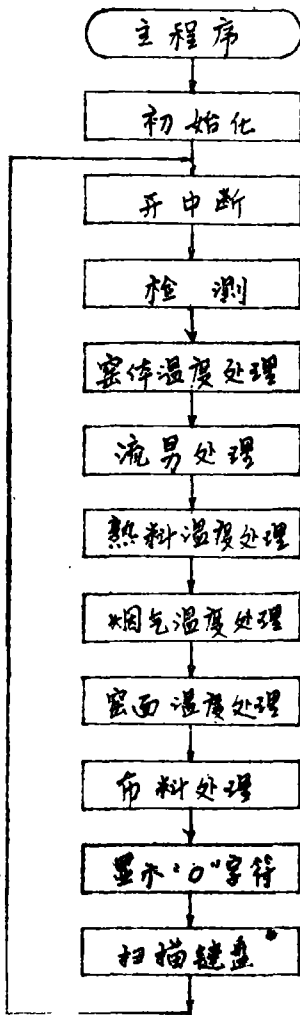 主程序
初始化
开中断
检测
窑体温度处理
流量处理
熟料温度处理
烟气温度处理
窑面温度处理
布料处理
显示"0"字符
扫描键盘